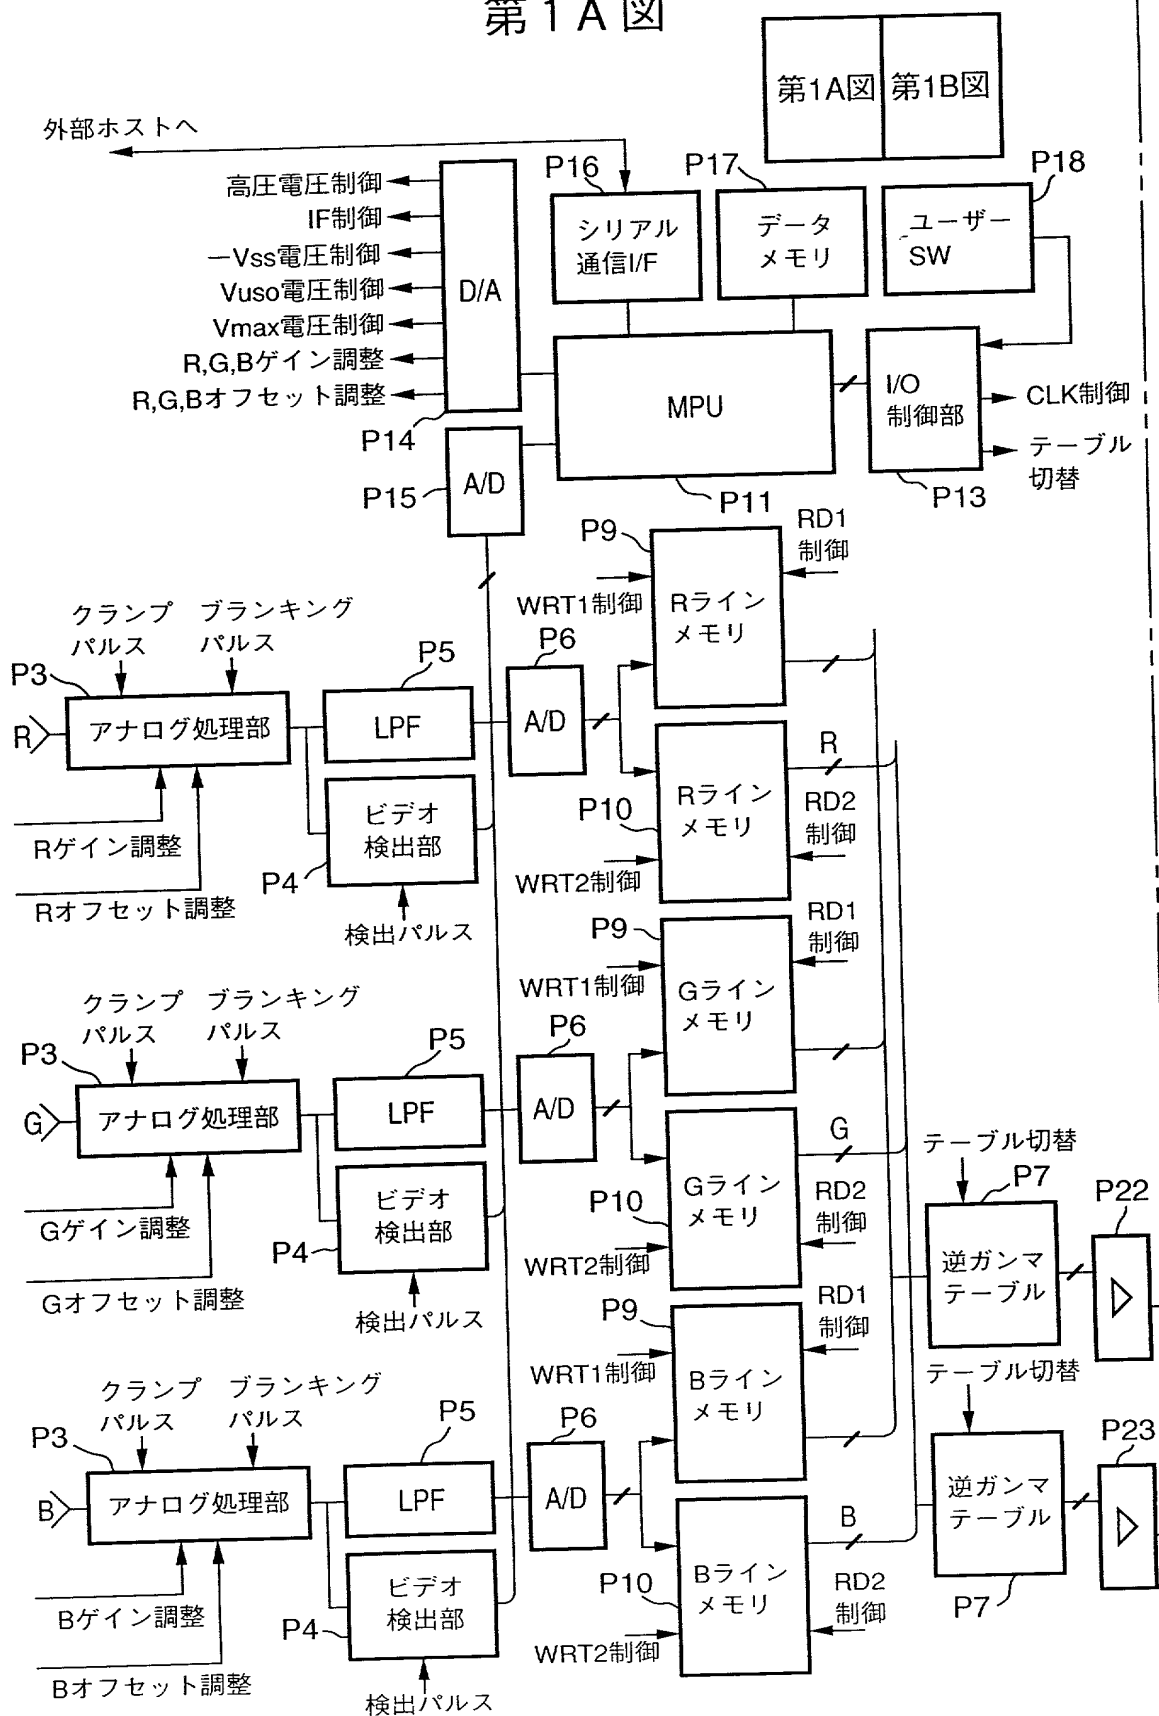 第1A図
第1A図
第1B図
外部ホストへ
高圧電圧制御
IF制御
－Vss電圧制御
Vuso電圧制御
Vmax電圧制御
R,G,Bゲイン調整
R,G,Bオフセット調整
D/A
P14
P16
シリアル
通信I/F
P17
データ
メモリ
P18
ユーザー
SW
MPU
P11
I/O
制御部
P13
CLK制御
テーブル
切替
P15
A/D
クランプ
パルス
ブランキング
パルス
P3
R
アナログ処理部
Rゲイン調整
Rオフセット調整
P5
LPF
ビデオ
検出部
P4
検出パルス
P6
A/D
P9
RD1
制御
WRT1制御
Rライン
メモリ
R
P10
Rライン
メモリ
RD2
制御
WRT2制御
クランプ
パルス
ブランキング
パルス
P3
G
アナログ処理部
Gゲイン調整
Gオフセット調整
P5
LPF
ビデオ
検出部
P4
検出パルス
P6
A/D
P9
RD1
制御
WRT1制御
Gライン
メモリ
G
P10
Gライン
メモリ
RD2
制御
WRT2制御
テーブル切替
P7
逆ガンマ
テーブル
P22
クランプ
パルス
ブランキング
パルス
P3
B
アナログ処理部
Bゲイン調整
Bオフセット調整
P5
LPF
ビデオ
検出部
P4
検出パルス
P6
A/D
P9
RD1
制御
WRT1制御
Bライン
メモリ
B
P10
Bライン
メモリ
RD2
制御
WRT2制御
テーブル切替
逆ガンマ
テーブル
P7
P23